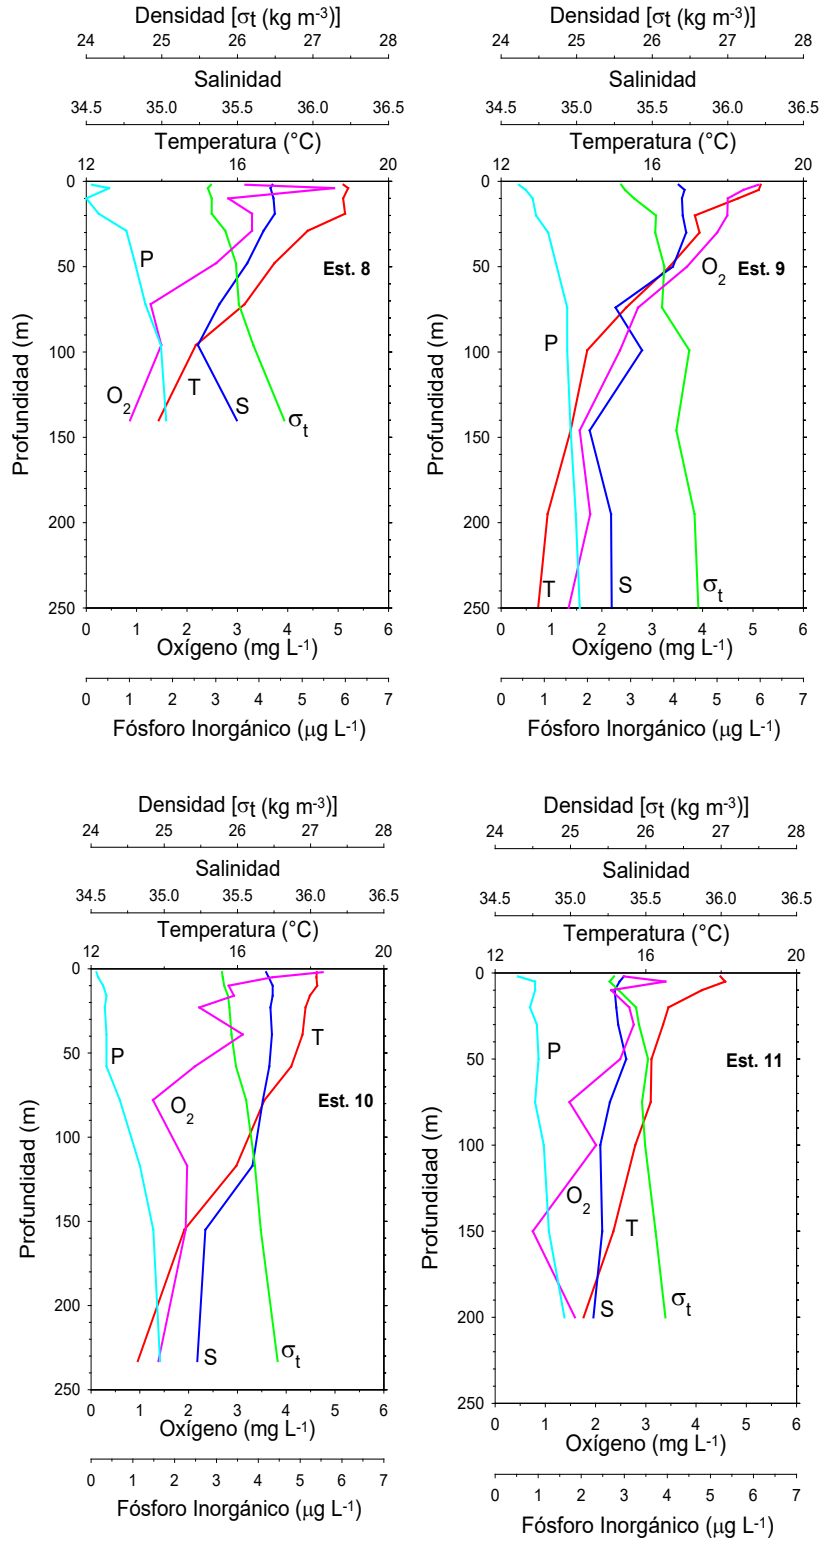 Densidad [σt (kg m-3)]
24 25 26 27 28
Salinidad
34.5 35.0 35.5 36.0 36.5
Temperatura (°C)
12 16 20
0
50
100
150
200
250
Profundidad (m)
P
Est. 8
O2
T
S
σt
0 1 2 3 4 5 6
Oxígeno (mg L-1)
0 1 2 3 4 5 6 7
Fósforo Inorgánico (μg L-1)
Densidad [σt (kg m-3)]
24 25 26 27 28
Salinidad
34.5 35.0 35.5 36.0 36.5
Temperatura (°C)
12 16 20
0
50
100
150
200
250
Profundidad (m)
O2
Est. 9
P
T
S
σt
0 1 2 3 4 5 6
Oxígeno (mg L-1)
0 1 2 3 4 5 6 7
Fósforo Inorgánico (μg L-1)
Densidad [σt (kg m-3)]
24 25 26 27 28
Salinidad
34.5 35.0 35.5 36.0 36.5
Temperatura (°C)
12 16 20
0
50
100
150
200
250
Profundidad (m)
T
P
O2
Est. 10
S
σt
0 1 2 3 4 5 6
Oxígeno (mg L-1)
0 1 2 3 4 5 6 7
Fósforo Inorgánico (μg L-1)
Densidad [σt (kg m-3)]
24 25 26 27 28
Salinidad
34.5 35.0 35.5 36.0 36.5
Temperatura (°C)
12 16 20
0
50
100
150
200
250
Profundidad (m)
P
Est. 11
O2
T
S
σt
0 1 2 3 4 5 6
Oxígeno (mg L-1)
0 1 2 3 4 5 6 7
Fósforo Inorgánico (μg L-1)